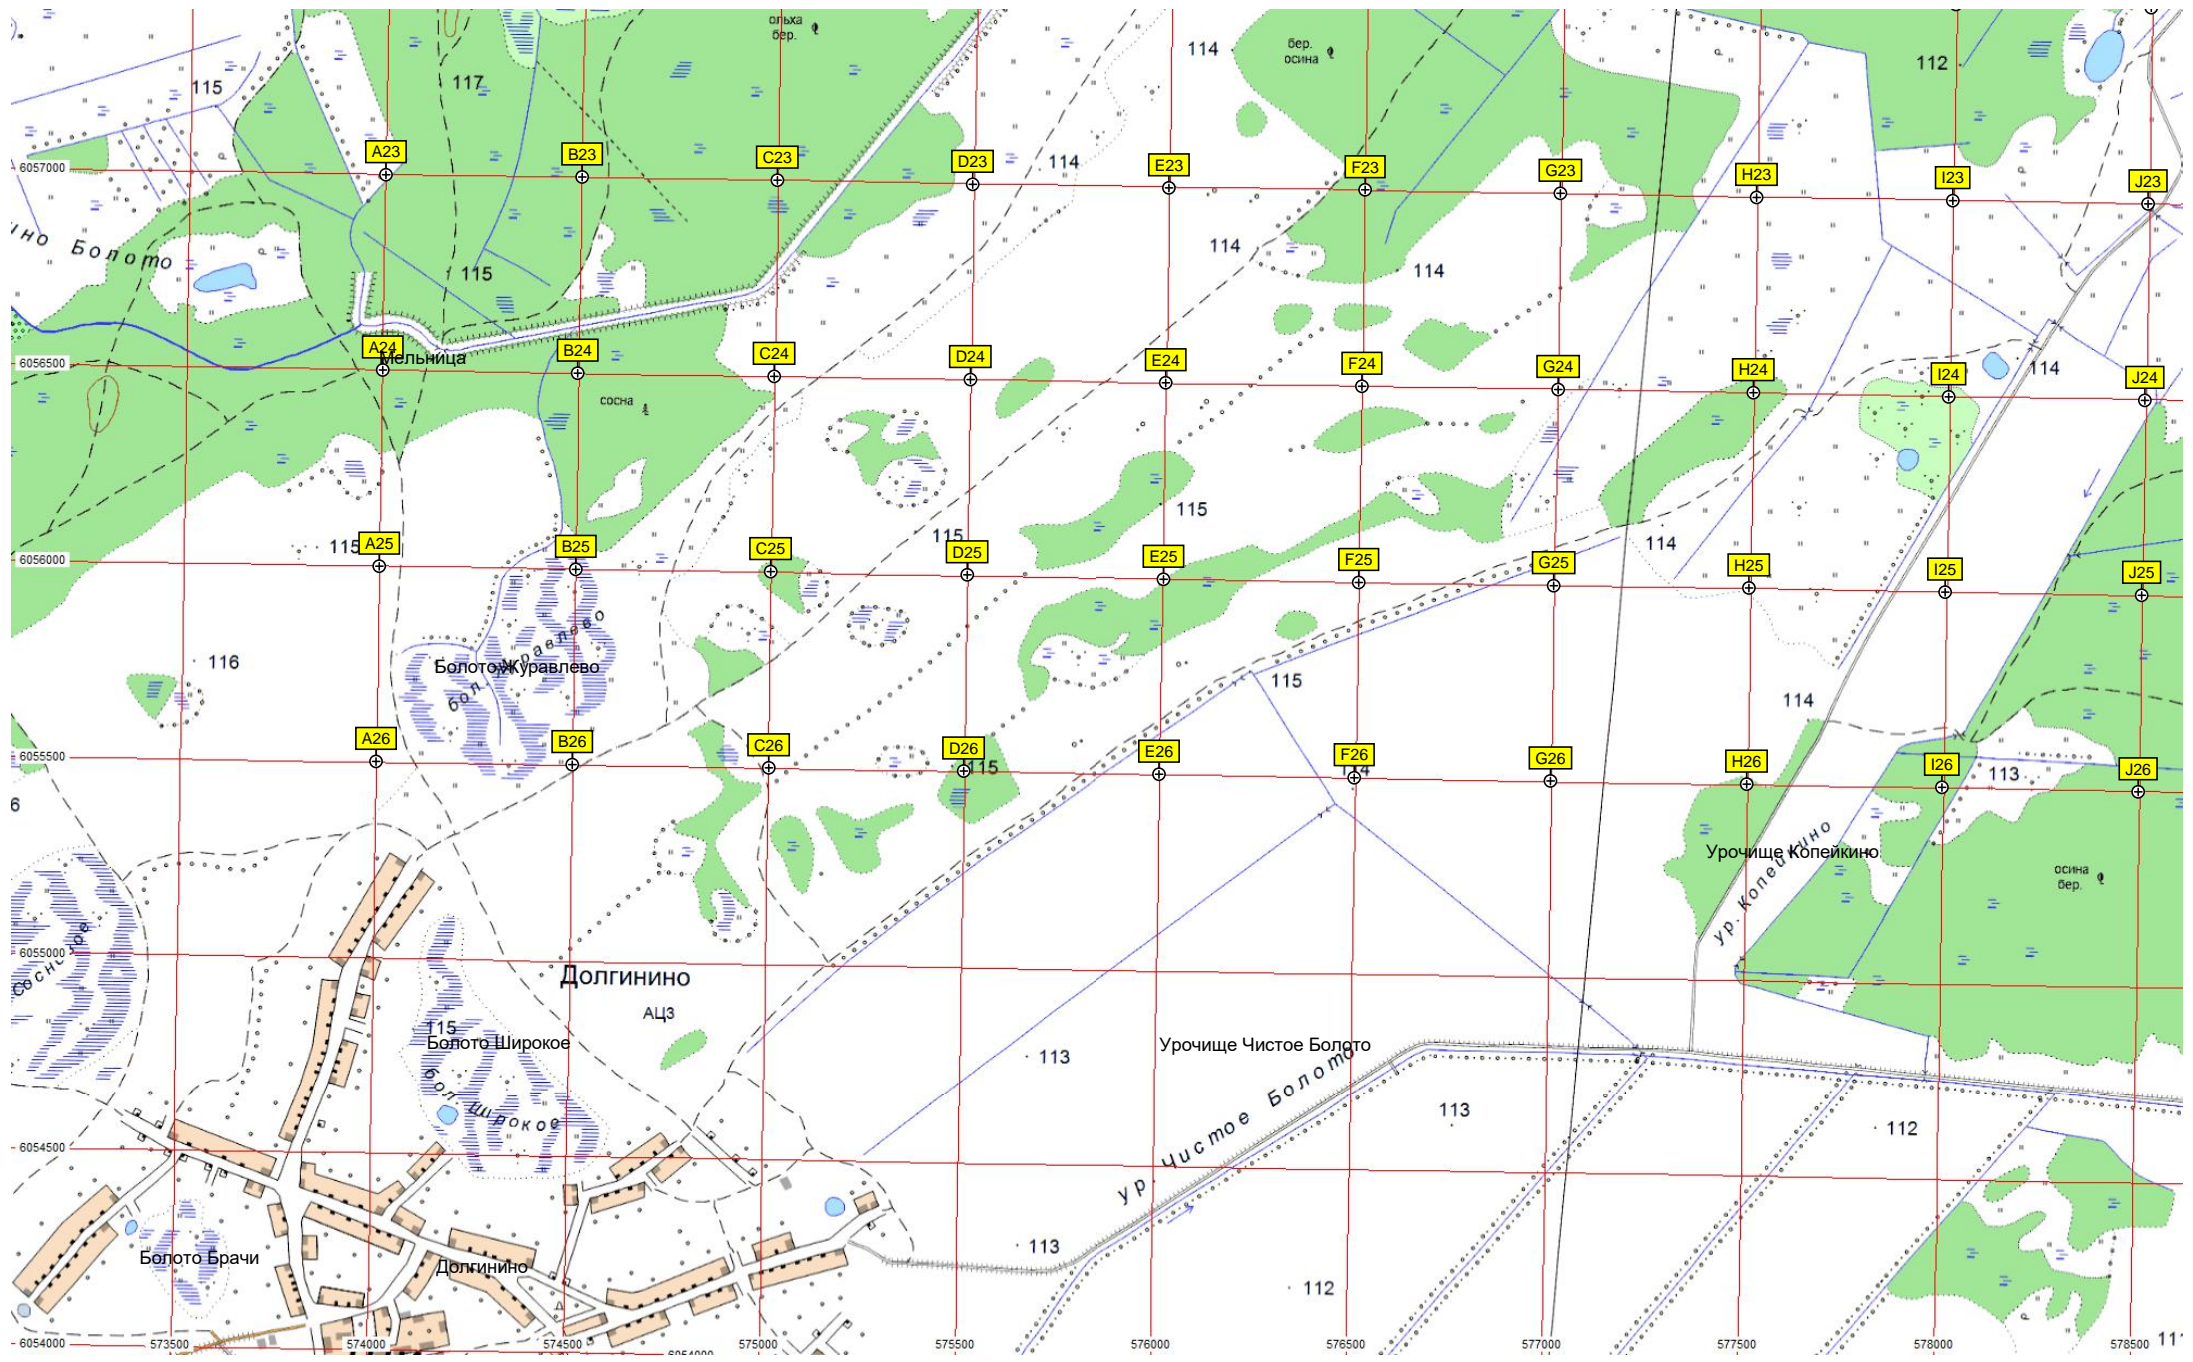 ольха
бер.
114
бер.
осина
112
117
115
A23
B23
C23
D23
114
E23
F23
G23
H23
I23
J23
6057000
Болото
115
114
114
A24
Мельница
B24
C24
D24
E24
F24
G24
H24
I24
J24
114
6056500
сосна
115
A25
B25
C25
115
D25
115
E25
F25
G25
114
H25
I25
J25
6056000
бол. Журавлево
Болото Журавлево
116
115
114
A26
B26
C26
D26
115
E26
F26
114
G26
H26
I26
113
J26
6055500
6
Урочище Копейкино
ур. Копейкино
осина
бер.
6055000
Долгинино
АЦЗ
115
Болото Широкое
бол. Широкое
113
Урочище Чистое Болото
ур. Чистое Болото
113
112
6054500
Болото Брачи
Долгинино
113
112
6054000
573500
574000
574500
575000
575500
576000
576500
577000
577500
578000
578500